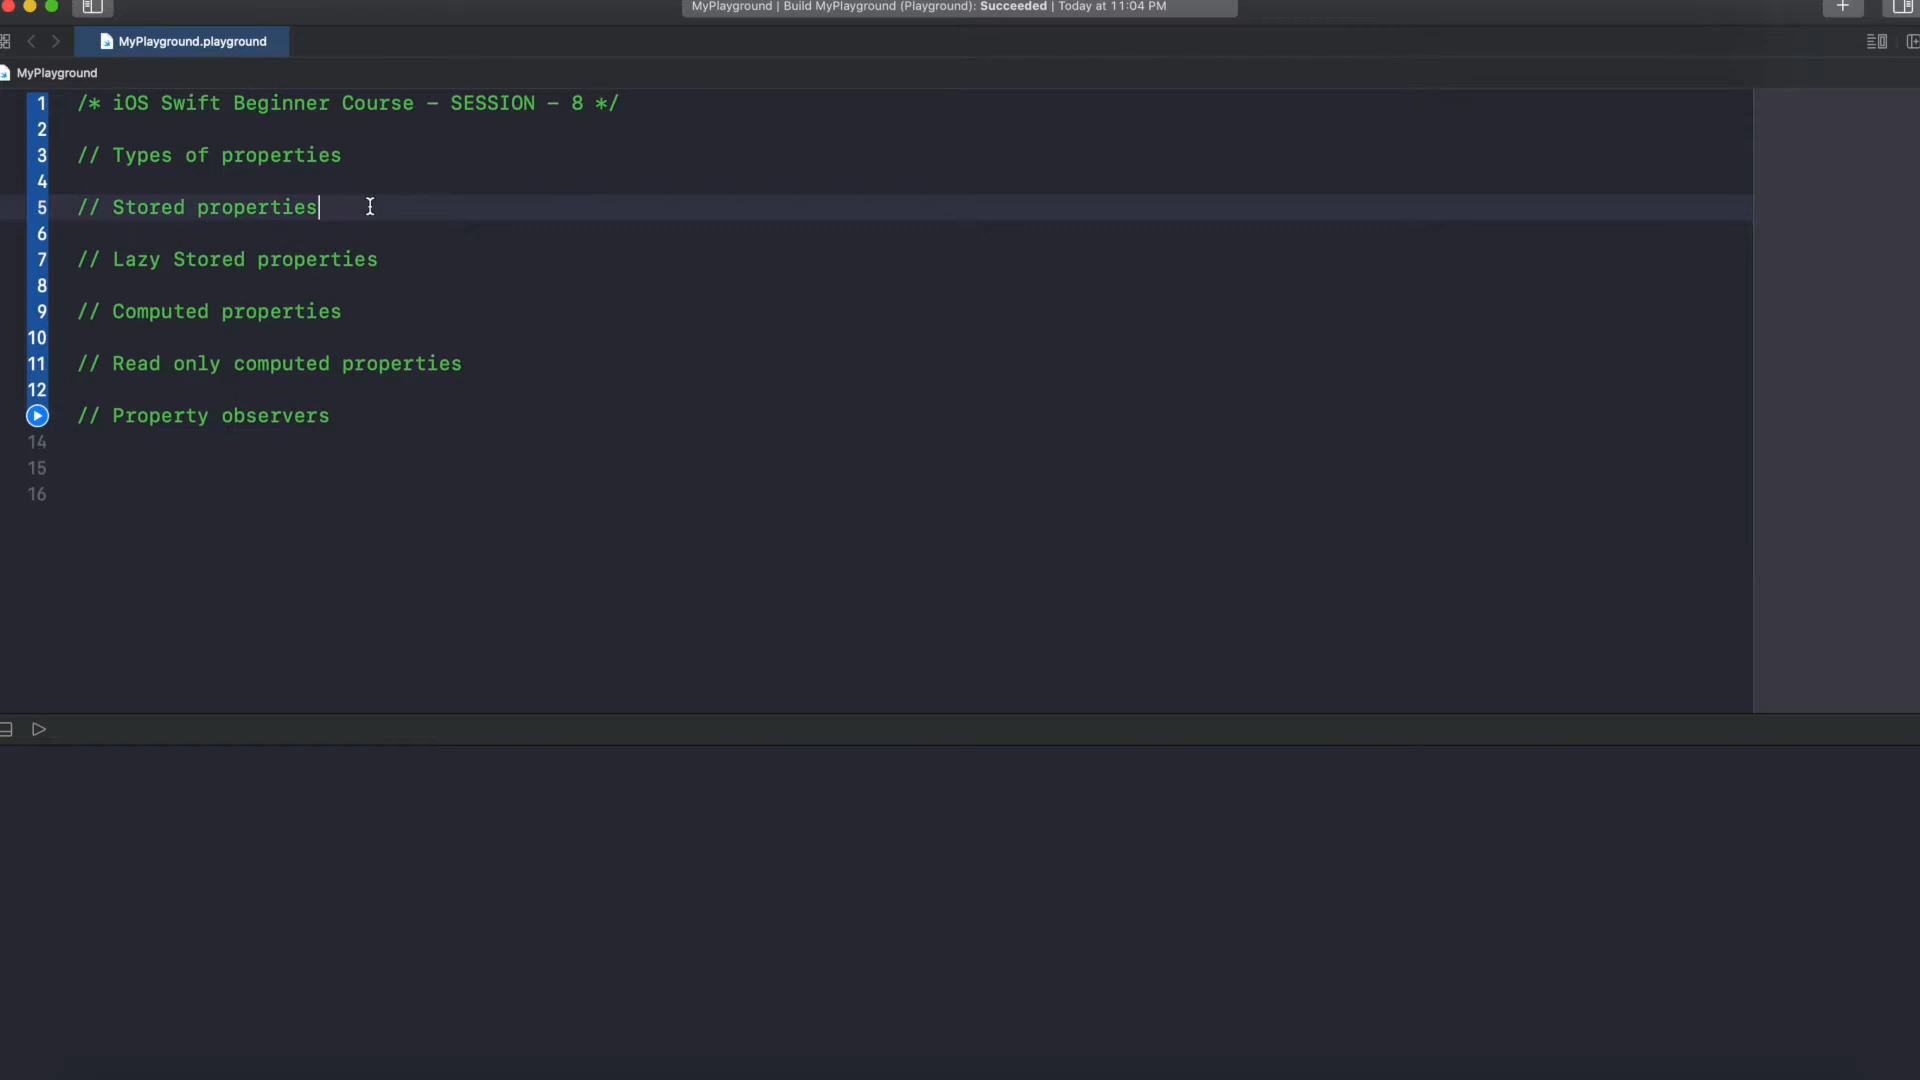 MyPlayground | Build MyPlayground (Playground): Succeeded | Today at 11:04 PM
MyPlayground.playground
MyPlayground
1 /* iOS Swift Beginner Course - SESSION - 8 */
2
3 // Types of properties
4
5 // Stored properties
6
7 // Lazy Stored properties
8
9 // Computed properties
10
11 // Read only computed properties
12
// Property observers
14
15
16